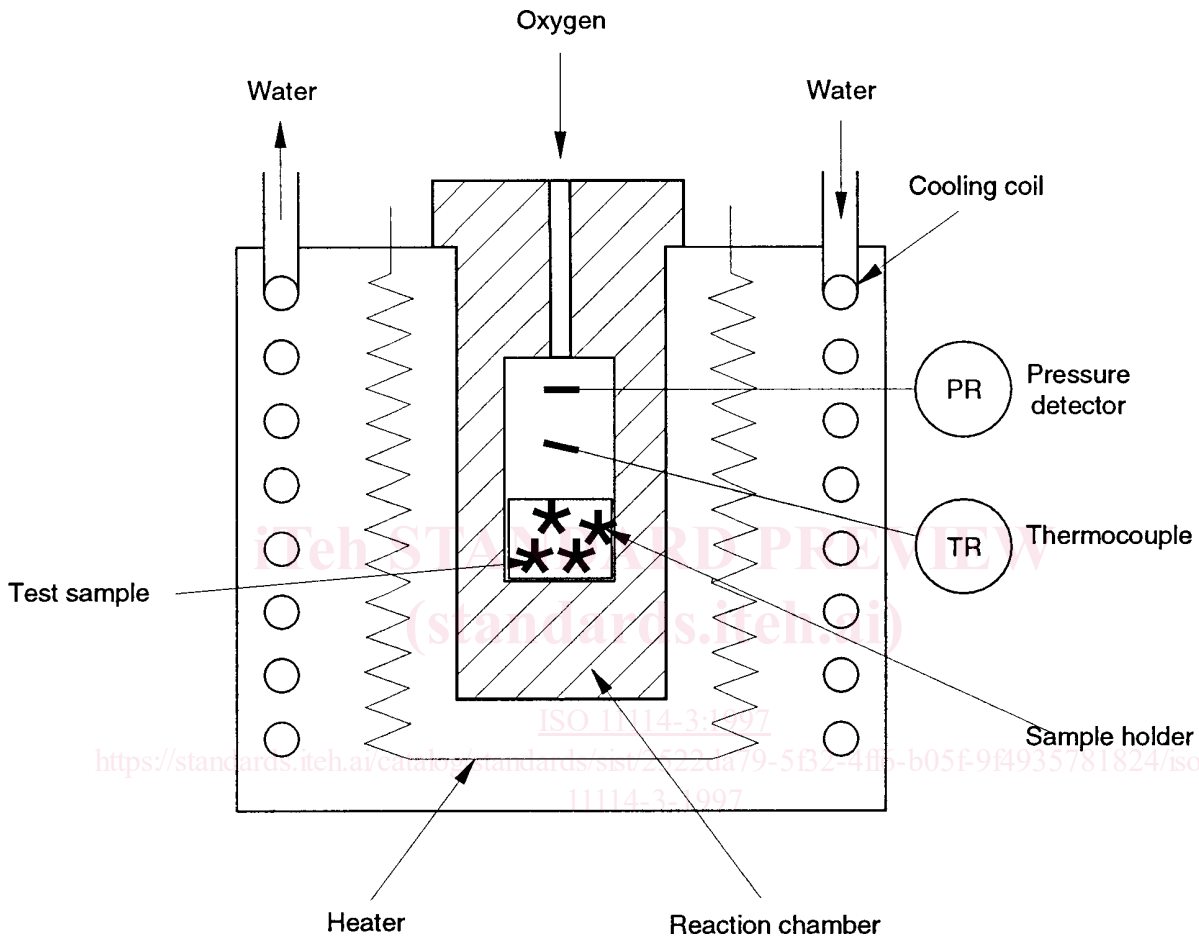 Oxygen
Water
Water
Cooling coil
PR
Pressure
detector
iTeh STANDARD PREVIEW
TR
Thermocouple
Test sample
(standards.iteh.ai)
ISO 11114-3:1997
Sample holder
https://standards.iteh.ai/catalog/standards/sist/2522da79-5f32-4ff6-b05f-9f4935781824/iso
11114-3-1997
Heater
Reaction chamber